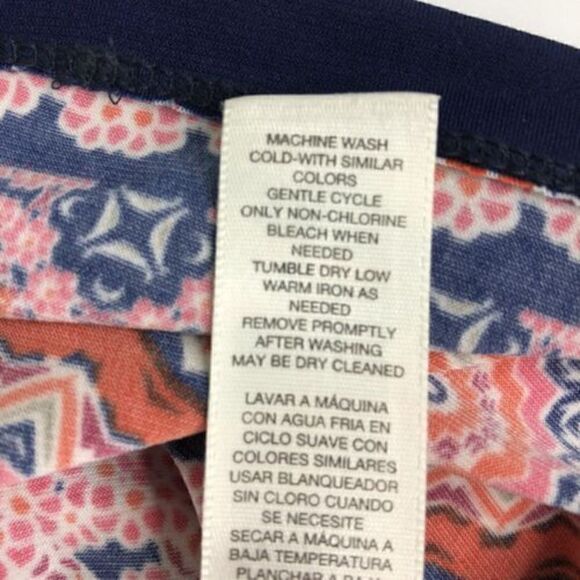 MACHINE WASH
COLD-WITH SIMILAR
COLORS
GENTLE CYCLE
ONLY NON-CHLORINE
BLEACH WHEN
NEEDED
TUMBLE DRY LOW
WARM IRON AS
NEEDED
REMOVE PROMPTLY
AFTER WASHING
MAY BE DRY CLEANED
LAVAR A MÁQUINA
CON AGUA FRIA EN
CICLO SUAVE CON
COLORES SIMILARES
USAR BLANQUEADOR
SIN CLORO CUANDO
SE NECESITE
SECAR A MÁQUINA A
BAJA TEMPERATURA
PLANCHAR A